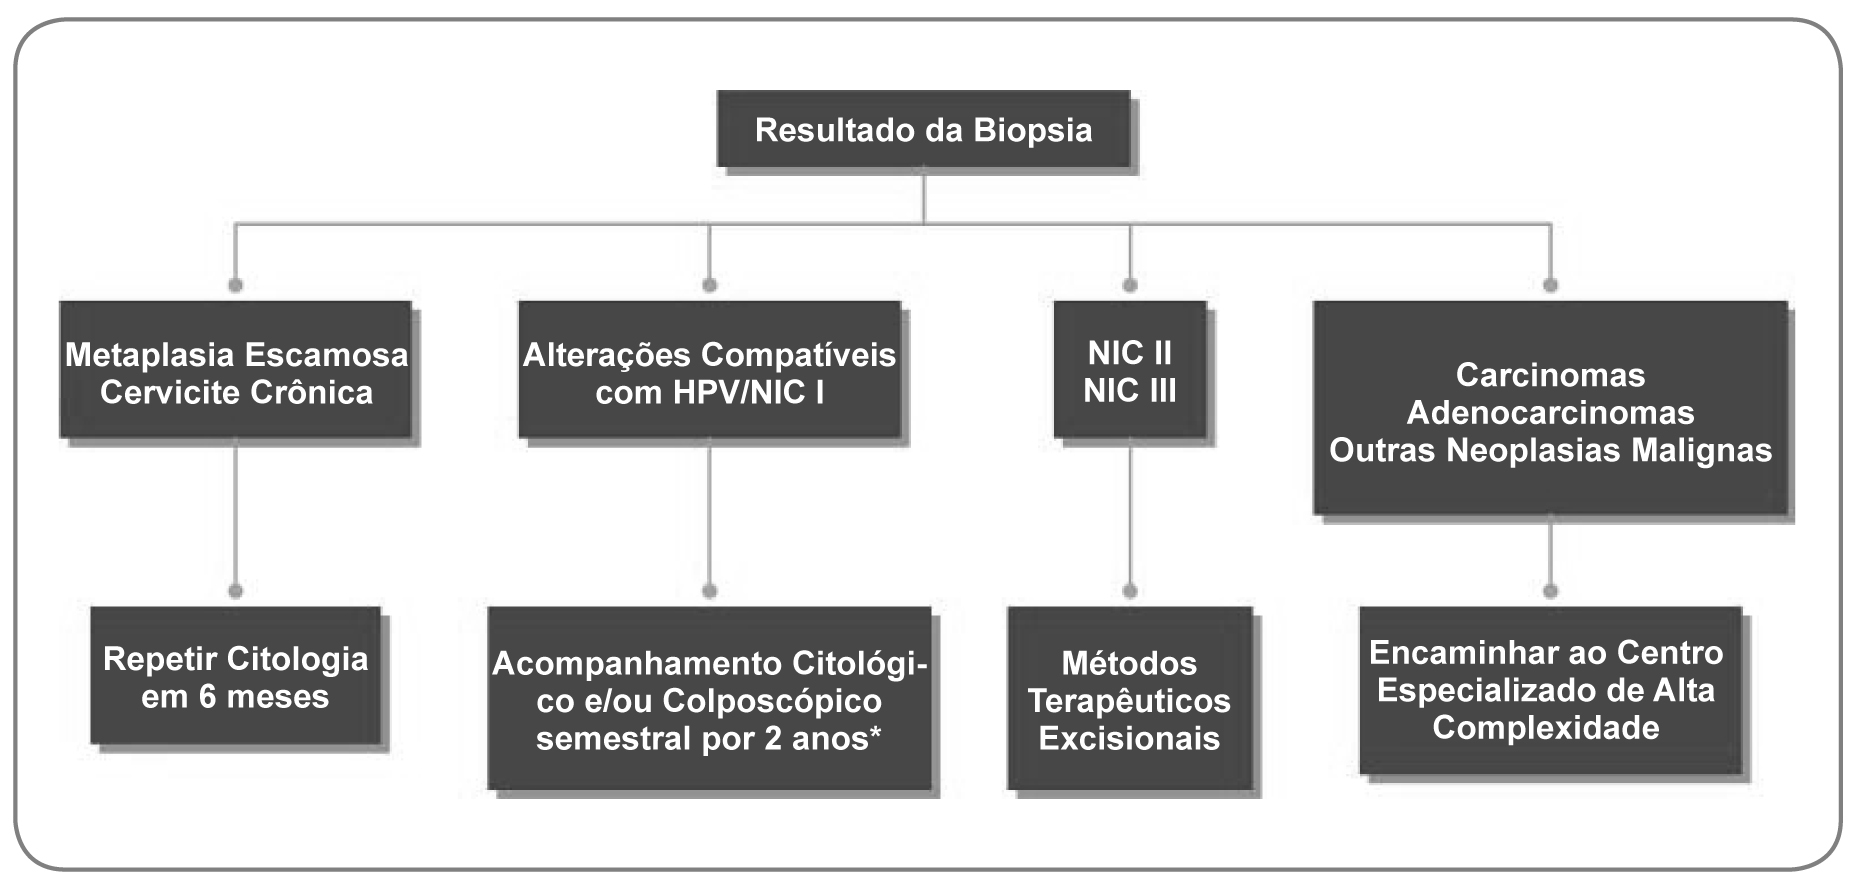 Resultado da Biopsia
Metaplasia Escamosa
Cervicite Crônica
Alterações Compatíveis
com HPV/NIC I
NIC II
NIC III
Carcinomas
Adenocarcinomas
Outras Neoplasias Malignas
Repetir Citologia
em 6 meses
Acompanhamento Citológi-
co e/ou Colposcópico
semestral por 2 anos*
Métodos
Terapêuticos
Excisionais
Encaminhar ao Centro
Especializado de Alta
Complexidade